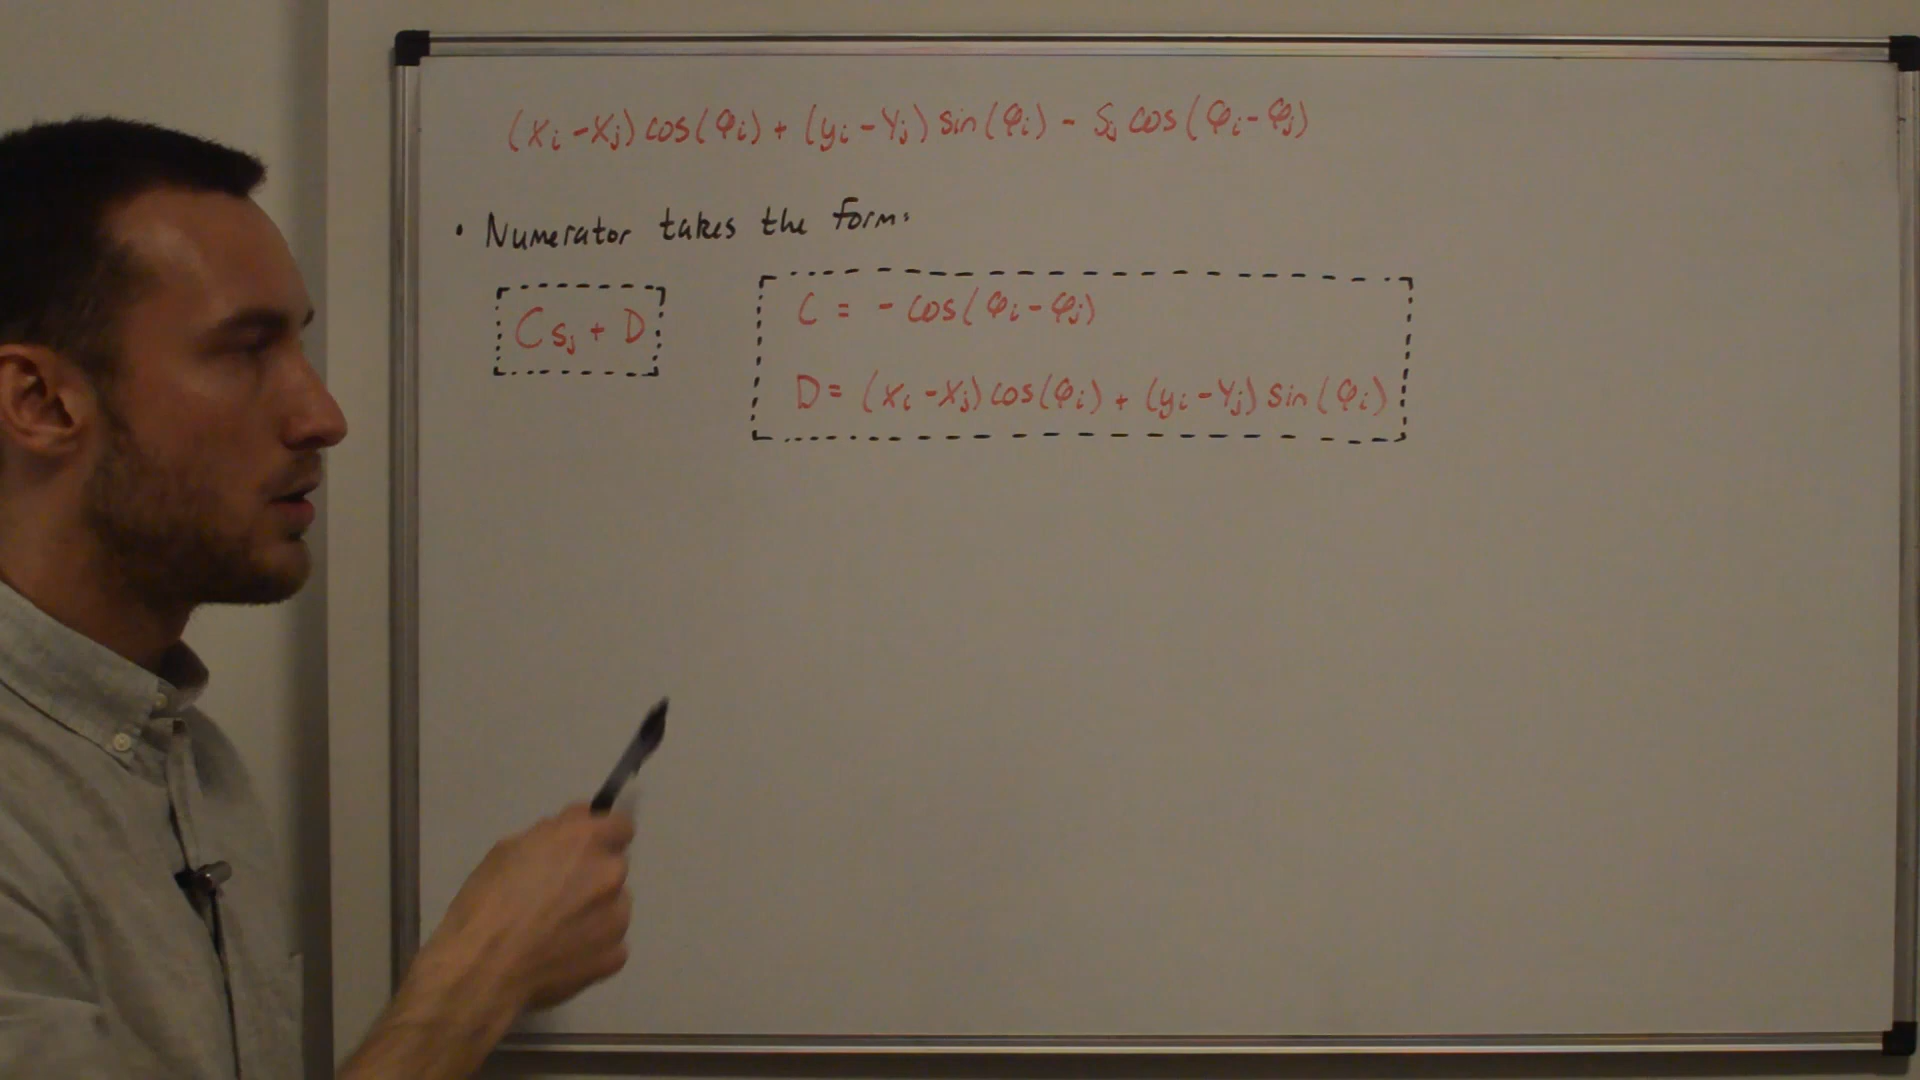 (xi - Xj) cos(φi) + (yi - Yj) sin(φi) - Sj cos(φi - φj)
• Numerator takes the form:
C Sj + D
C = - cos(φi - φj)
D = (xi - Xj) cos(φi) + (yi - Yj) sin(φi)